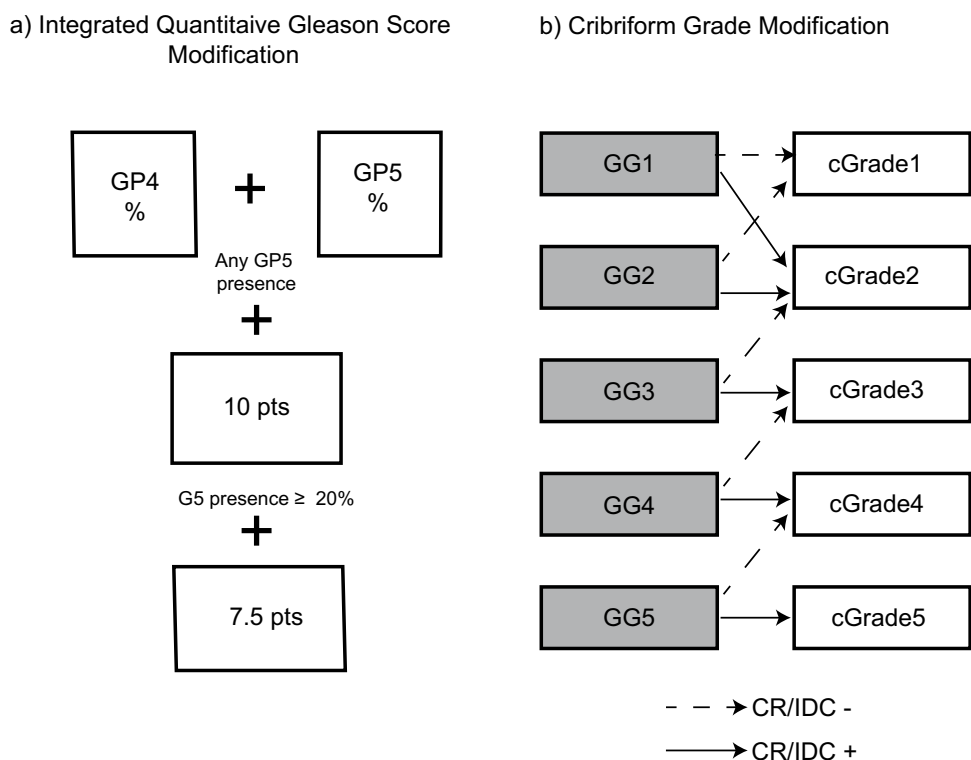 a) Integrated Quantitaive Gleason Score
Modification
GP4
%
+
GP5
%
Any GP5
presence
+
10 pts
G5 presence ≥ 20%
+
7.5 pts
b) Cribriform Grade Modification
GG1
cGrade1
GG2
cGrade2
GG3
cGrade3
GG4
cGrade4
GG5
cGrade5
CR/IDC -
CR/IDC +